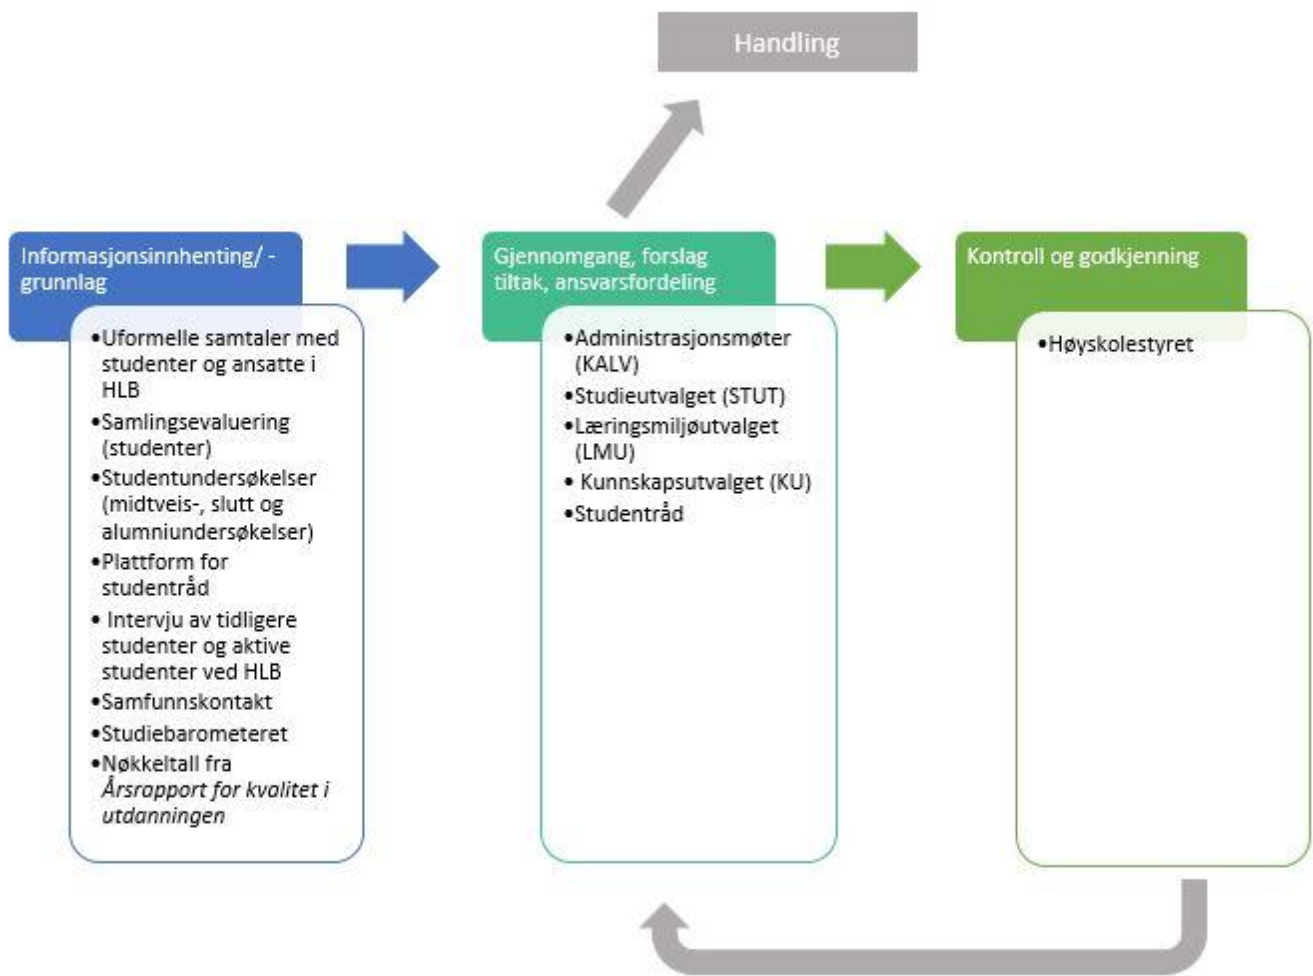 Handling
Informasjonsinnhenting/ -
grunnlag
•Uformelle samtaler med
studenter og ansatte i
HLB
•Samlingsevaluering
(studenter)
•Studentundersøkelser
(midtveis-, slutt og
alumniundersøkelser)
•Plattform for
studentråd
• Intervju av tidligere
studenter og aktive
studenter ved HLB
•Samfunnskontakt
•Studiebarometeret
•Nøkkeltall fra
Årsrapport for kvalitet i
utdanningen
Gjennomgang, forslag
tiltak, ansvarsfordeling
•Administrasjonsmøter
(KALV)
•Studieutvalget (STUT)
•Læringsmiljøutvalget
(LMU)
• Kunnskapsutvalget (KU)
•Studentråd
Kontroll og godkjenning
•Høyskolestyret